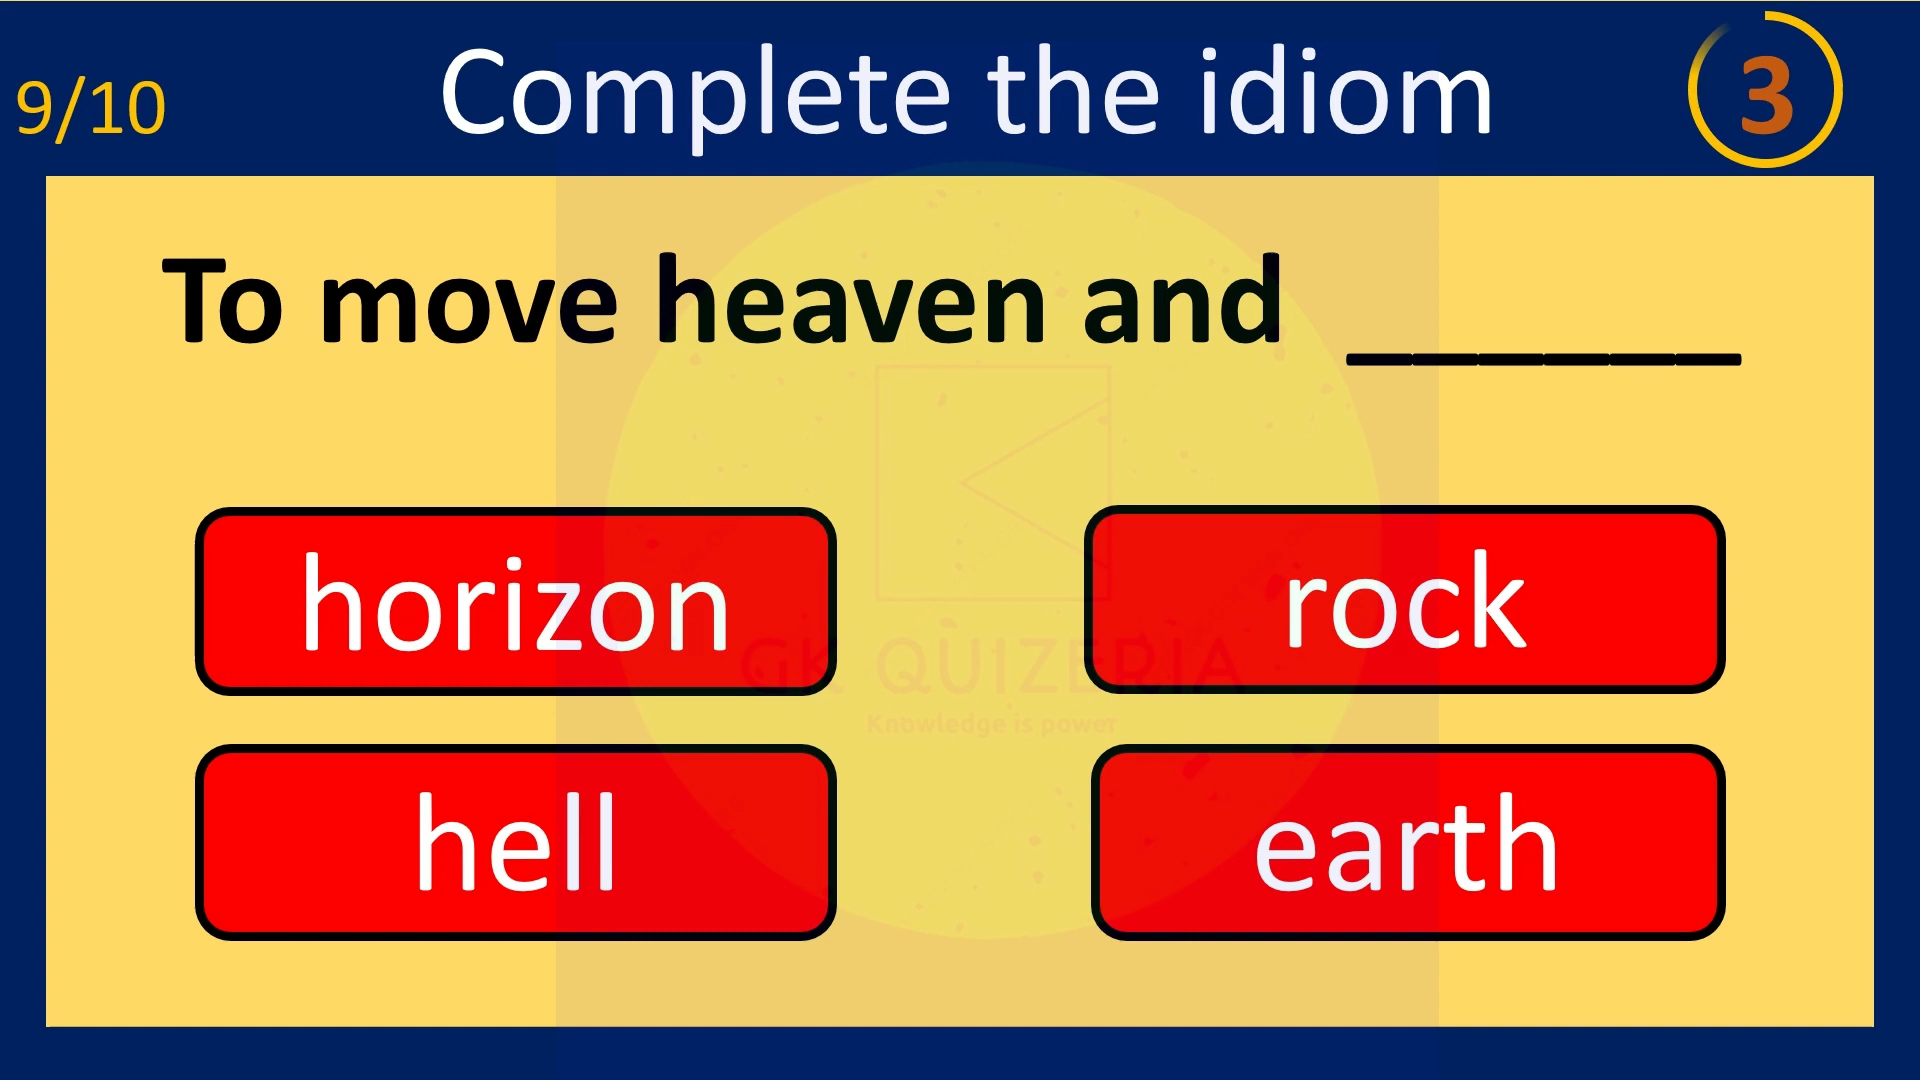 9/10
Complete the idiom
3
To move heaven and ______
horizon
rock
hell
earth
GK QUIZERIA
Knowledge is power